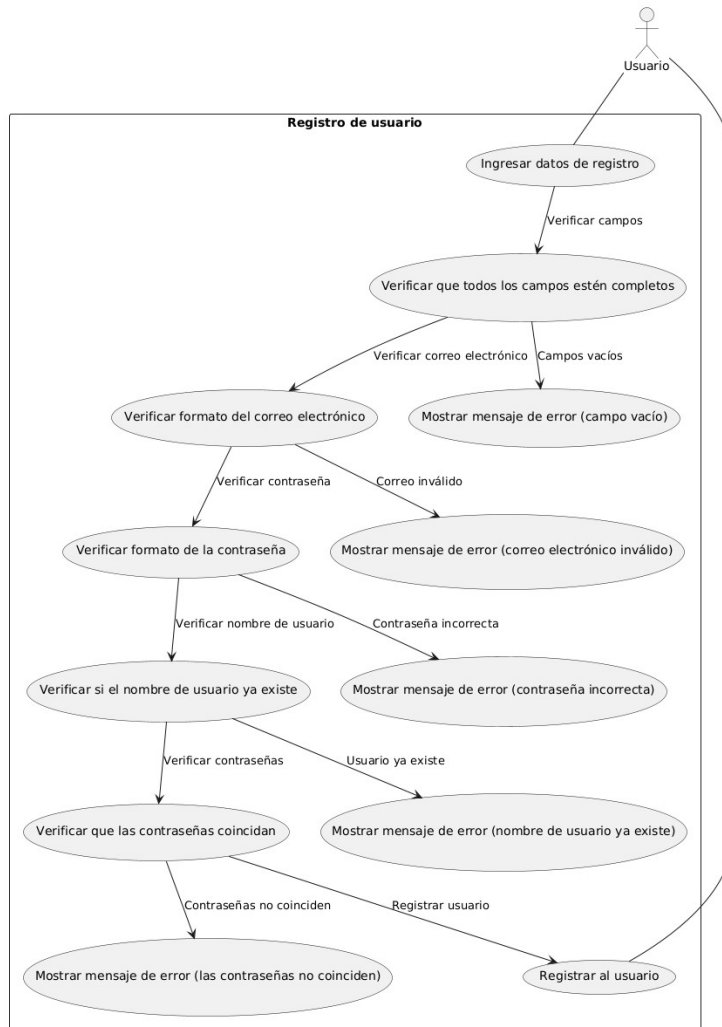 Usuario
Registro de usuario
Ingresar datos de registro
Verificar campos
Verificar que todos los campos estén completos
Verificar correo electrónico
Campos vacíos
Verificar formato del correo electrónico
Mostrar mensaje de error (campo vacío)
Verificar contraseña
Correo inválido
Verificar formato de la contraseña
Mostrar mensaje de error (correo electrónico inválido)
Verificar nombre de usuario
Contraseña incorrecta
Verificar si el nombre de usuario ya existe
Mostrar mensaje de error (contraseña incorrecta)
Verificar contraseñas
Usuario ya existe
Verificar que las contraseñas coincidan
Mostrar mensaje de error (nombre de usuario ya existe)
Contraseñas no coinciden
Registrar usuario
Mostrar mensaje de error (las contraseñas no coinciden)
Registrar al usuario